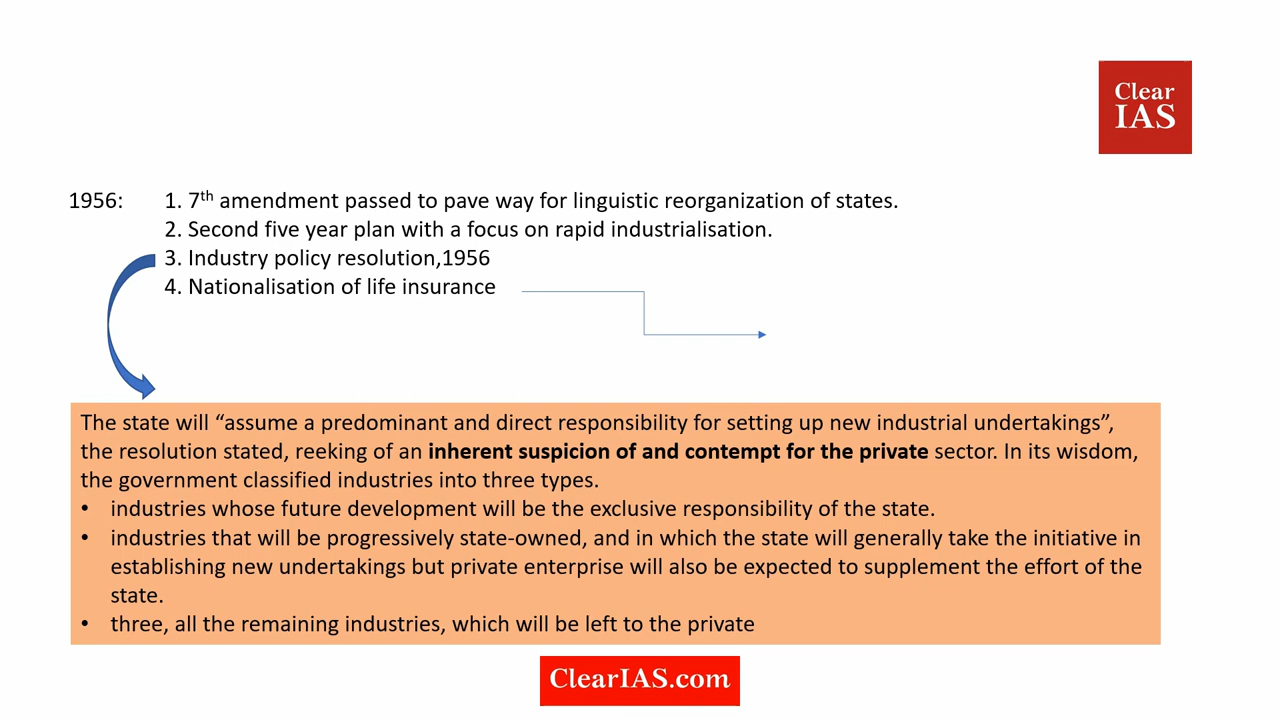 Clear
IAS
1956: 1. 7th amendment passed to pave way for linguistic reorganization of states.
2. Second five year plan with a focus on rapid industrialisation.
3. Industry policy resolution,1956
4. Nationalisation of life insurance
The state will “assume a predominant and direct responsibility for setting up new industrial undertakings”,
the resolution stated, reeking of an inherent suspicion of and contempt for the private sector. In its wisdom,
the government classified industries into three types.
• industries whose future development will be the exclusive responsibility of the state.
• industries that will be progressively state-owned, and in which the state will generally take the initiative in
establishing new undertakings but private enterprise will also be expected to supplement the effort of the
state.
• three, all the remaining industries, which will be left to the private
ClearIAS.com